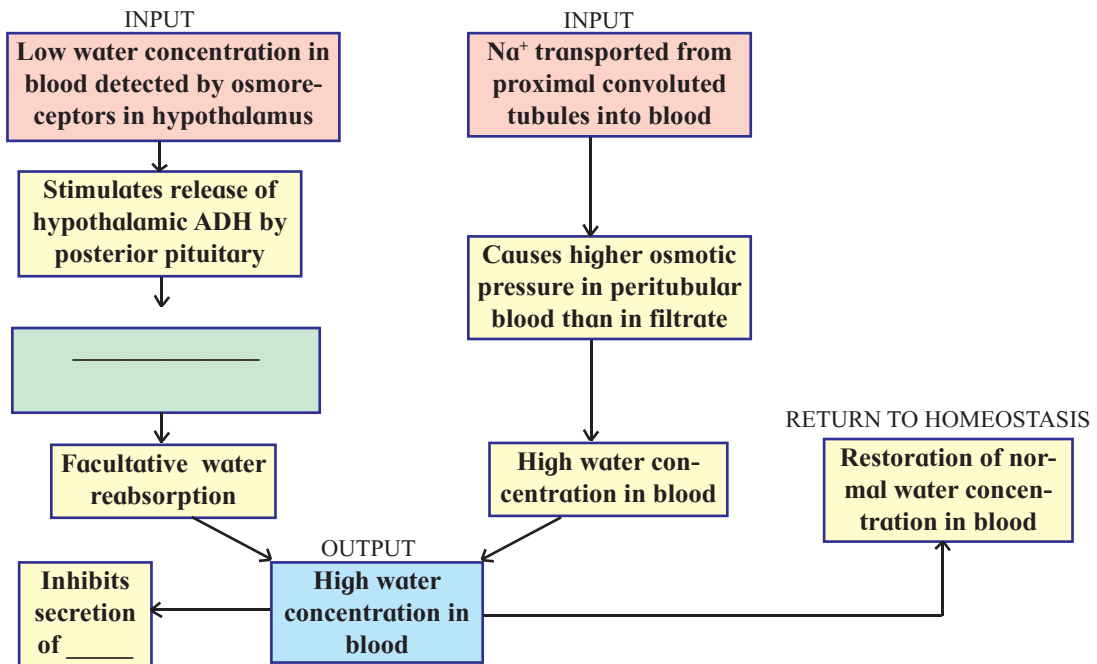 INPUT
Low water concentration in
blood detected by osmore-
ceptors in hypothalamus
Stimulates release of
hypothalamic ADH by
posterior pituitary
____________________
Facultative water
reabsorption
INPUT
Na⁺ transported from
proximal convoluted
tubules into blood
Causes higher osmotic
pressure in peritubular
blood than in filtrate
High water con-
centration in blood
OUTPUT
High water
concentration in
blood
Inhibits
secretion
of ______
RETURN TO HOMEOSTASIS
Restoration of nor-
mal water concen-
tration in blood